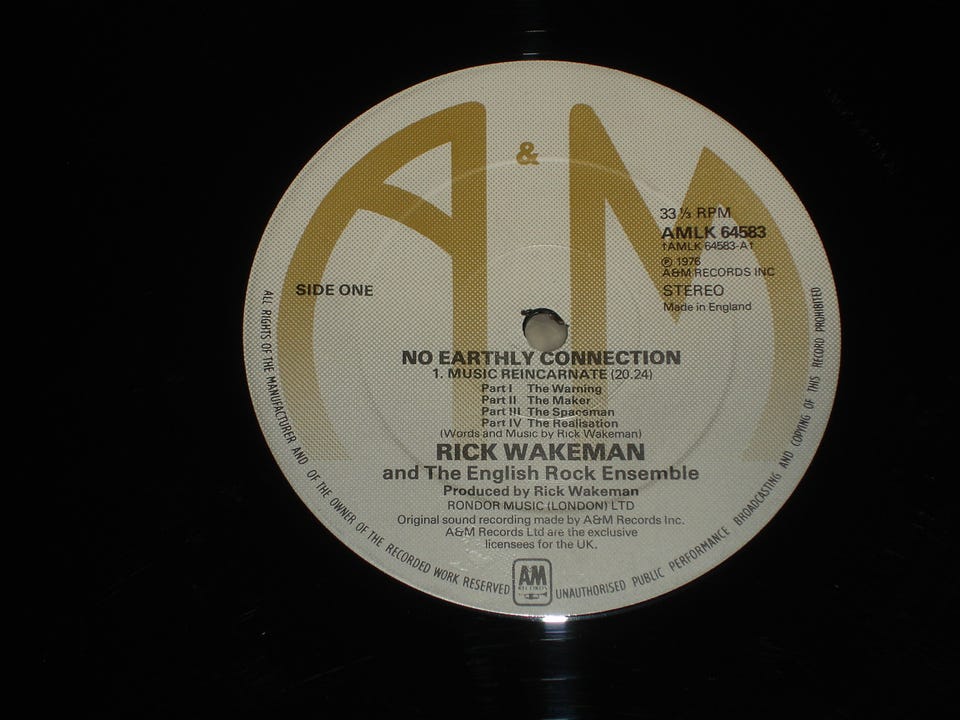 A & M
33⅓ RPM
AMLK 64583
†AMLK 64583-A†
℗ 1976
A&M RECORDS INC
STEREO
Made in England
SIDE ONE
NO EARTHLY CONNECTION
1. MUSIC REINCARNATE (20.24)
Part I The Warning
Part II The Maker
Part III The Spaceman
Part IV The Realisation
(Words and Music by Rick Wakeman)
RICK WAKEMAN
and The English Rock Ensemble
Produced by Rick Wakeman
RONDOR MUSIC (LONDON) LTD
Original sound recording made by A&M Records Inc.
A&M Records Ltd are the exclusive
licensees for the UK.
ALL RIGHTS OF THE MANUFACTURER AND OF THE OWNER OF THE RECORDED WORK RESERVED
AM
RECORDS
UNAUTHORISED PUBLIC PERFORMANCE BROADCASTING AND COPYING OF THIS RECORD PROHIBITED